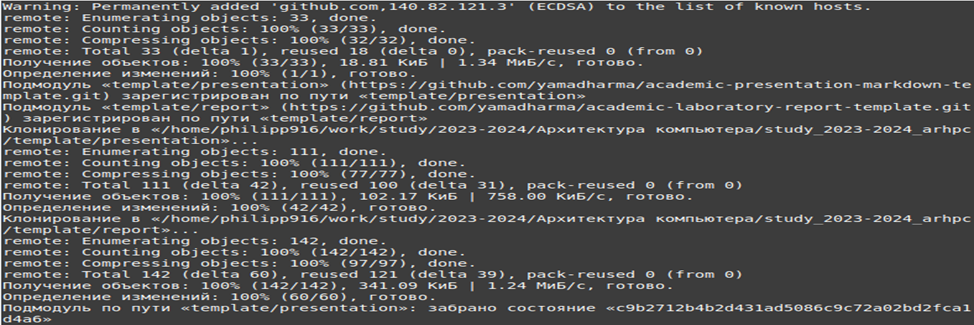 Warning: Permanently added 'github.com,140.82.121.3' (ECDSA) to the list of known hosts.
remote: Enumerating objects: 33, done.
remote: Counting objects: 100% (33/33), done.
remote: Compressing objects: 100% (32/32), done.
remote: Total 33 (delta 1), reused 18 (delta 0), pack-reused 0 (from 0)
Получение объектов: 100% (33/33), 18.81 КиБ | 1.34 МиБ/с, готово.
Определение изменений: 100% (1/1), готово.
Подмодуль «template/presentation» (https://github.com/yamadharma/academic-presentation-markdown-te
mplate.git) зарегистрирован по пути «template/presentation»
Подмодуль «template/report» (https://github.com/yamadharma/academic-laboratory-report-template.git
) зарегистрирован по пути «template/report»
Клонирование в «/home/philipp916/work/study/2023-2024/Архитектура компьютера/study_2023-2024_arhpc
/template/presentation»...
remote: Enumerating objects: 111, done.
remote: Counting objects: 100% (111/111), done.
remote: Compressing objects: 100% (77/77), done.
remote: Total 111 (delta 42), reused 100 (delta 31), pack-reused 0 (from 0)
Получение объектов: 100% (111/111), 102.17 КиБ | 758.00 КиБ/с, готово.
Определение изменений: 100% (42/42), готово.
Клонирование в «/home/philipp916/work/study/2023-2024/Архитектура компьютера/study_2023-2024_arhpc
/template/report»...
remote: Enumerating objects: 142, done.
remote: Counting objects: 100% (142/142), done.
remote: Compressing objects: 100% (97/97), done.
remote: Total 142 (delta 60), reused 121 (delta 39), pack-reused 0 (from 0)
Получение объектов: 100% (142/142), 341.09 КиБ | 1.24 МиБ/с, готово.
Определение изменений: 100% (60/60), готово.
Подмодуль по пути «template/presentation»: забрано состояние «c9b2712b4b2d431ad5086c9c72a02bd2fca1
d4a6»